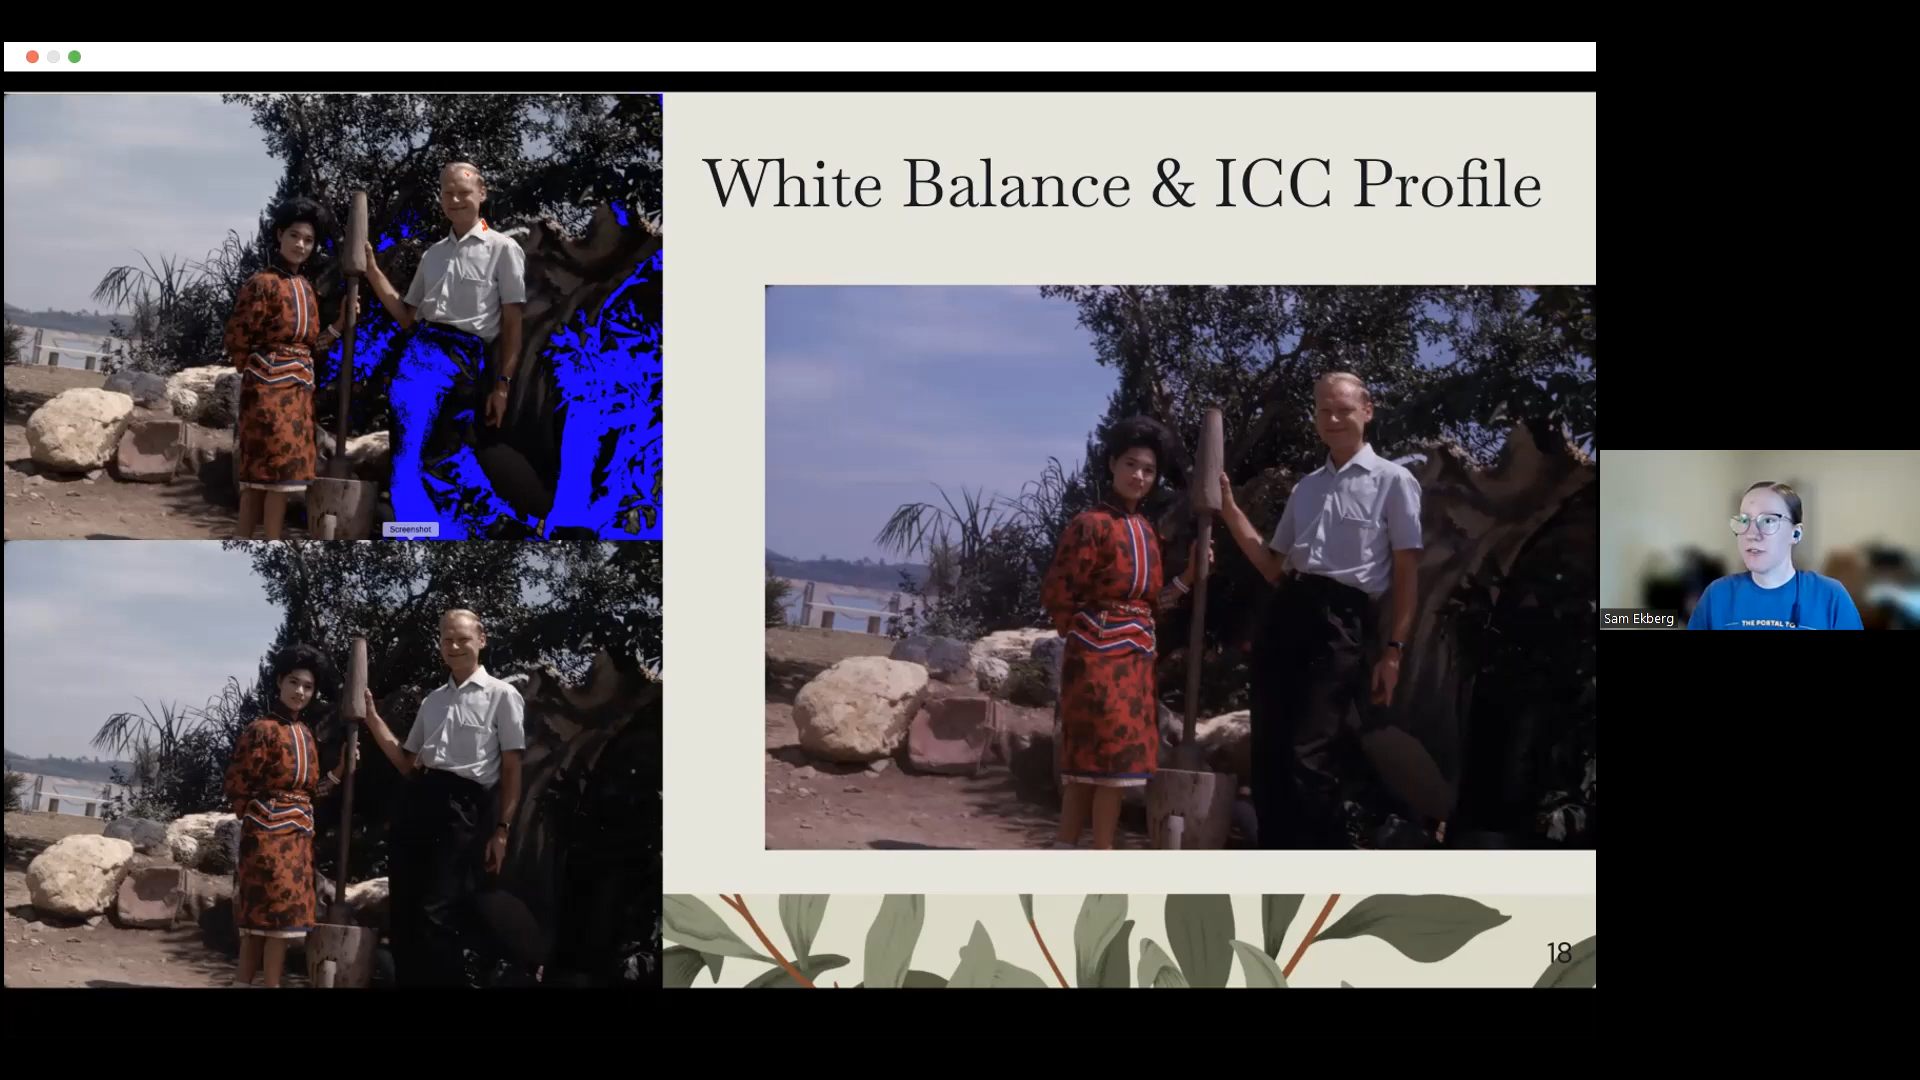 White Balance & ICC Profile
Screenshot
Sam Ekberg
THE PORTAL TO
18